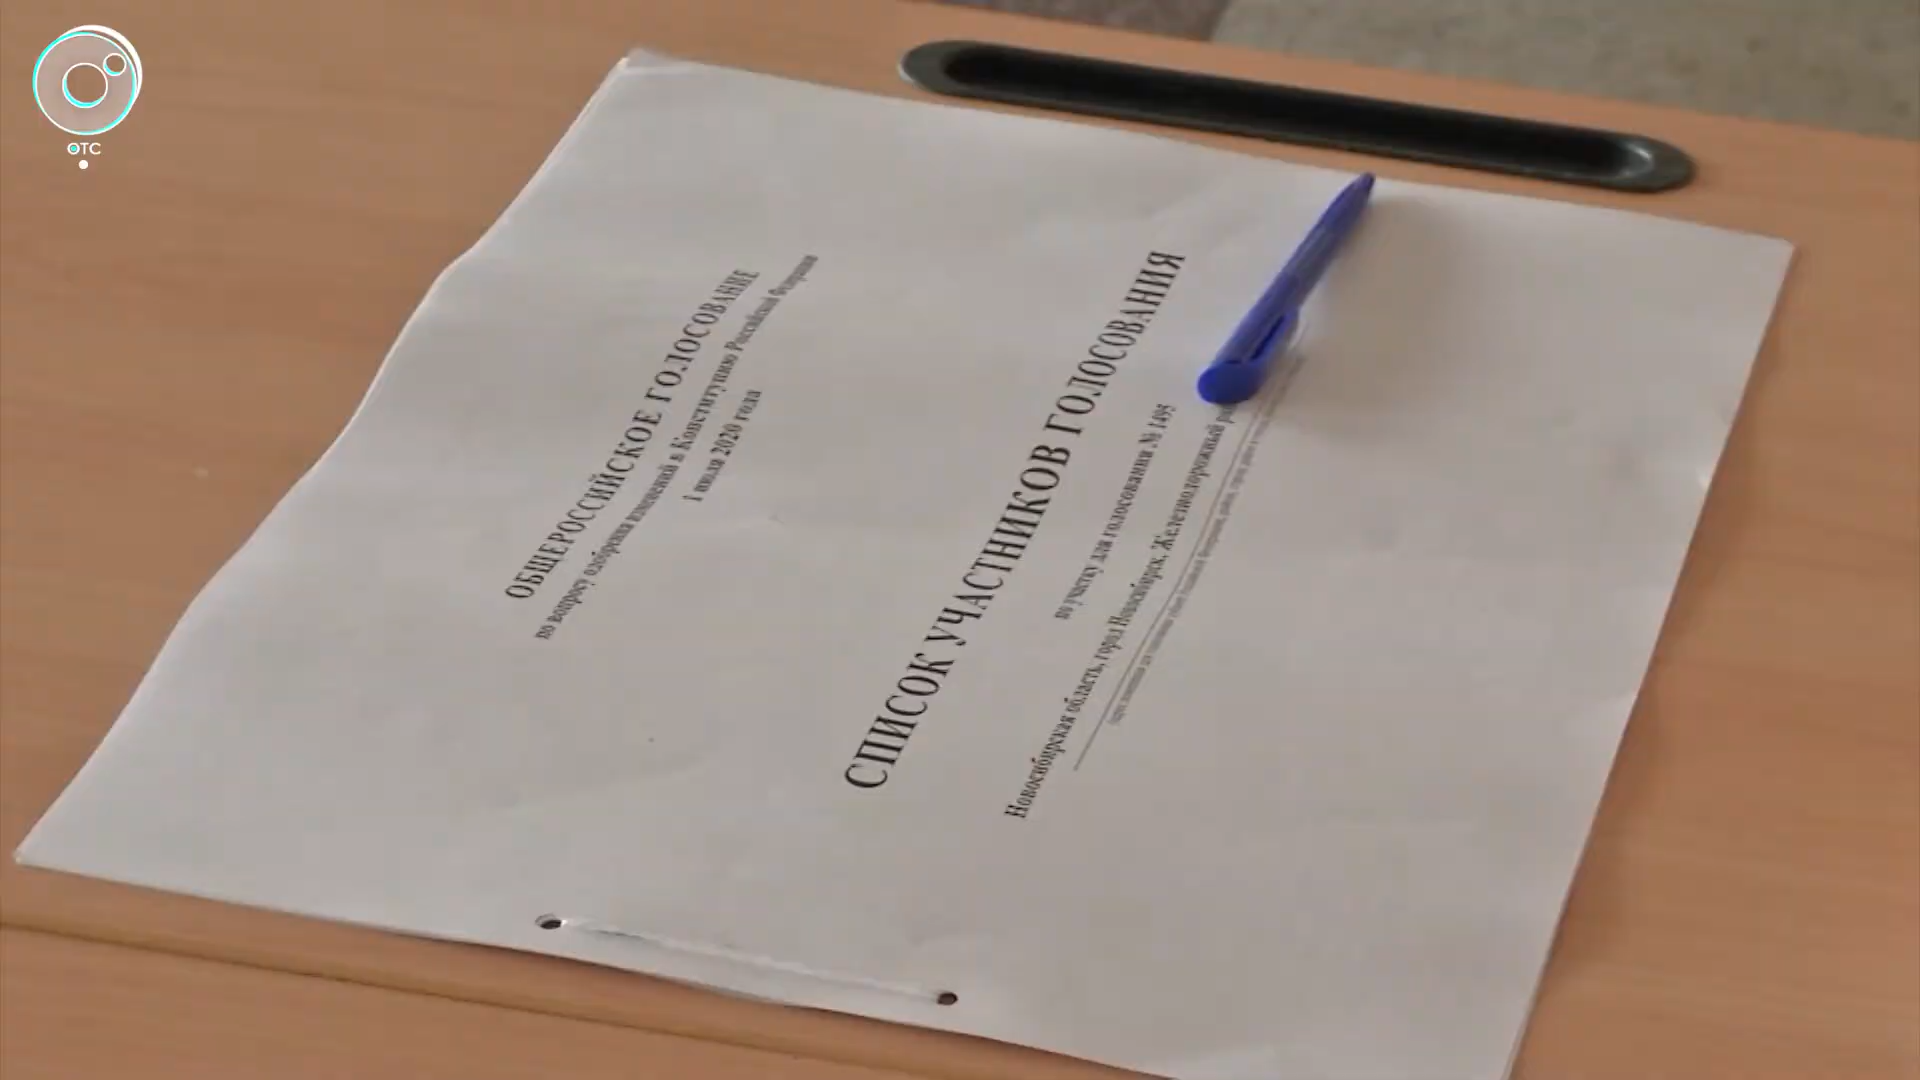 ОТС
ОБЩЕРОССИЙСКОЕ ГОЛОСОВАНИЕ
по вопросу одобрения изменений в Конституцию Российской Федерации
1 июля 2020 года
СПИСОК УЧАСТНИКОВ ГОЛОСОВАНИЯ
по участку для голосования № 1495
Новосибирская область, город Новосибирск, Железнодорожный